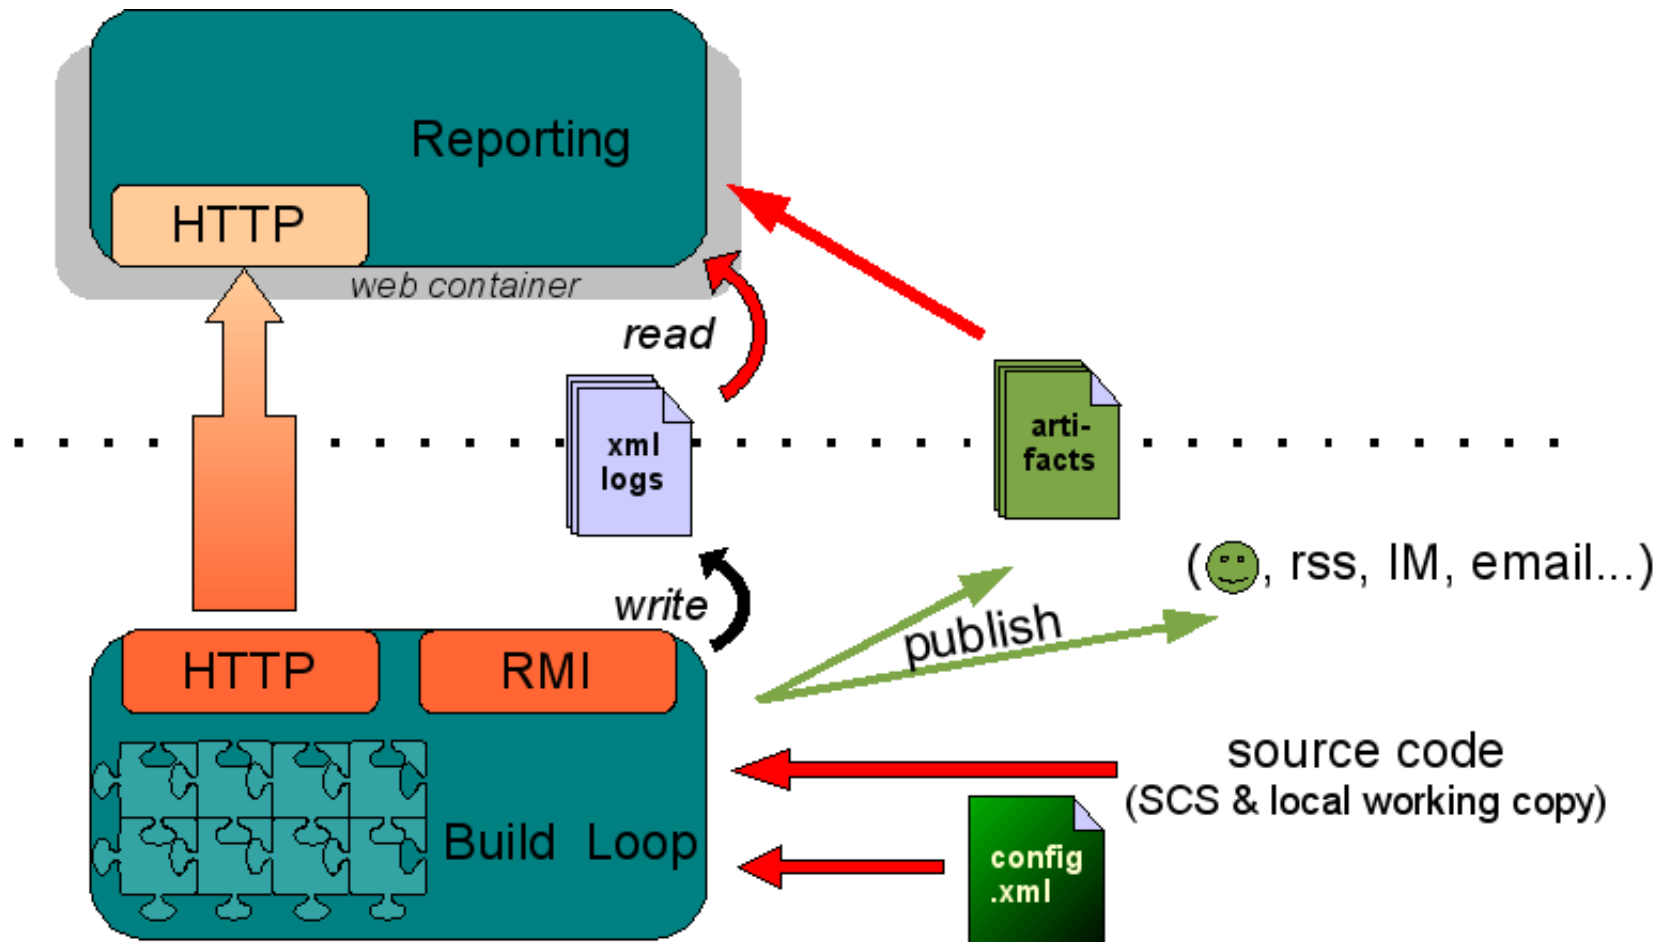 Reporting
HTTP
web container
read
xml
logs
arti-
facts
(
, rss, IM, email...)
write
publish
HTTP
RMI
source code
(SCS & local working copy)
Build Loop
config
.xml